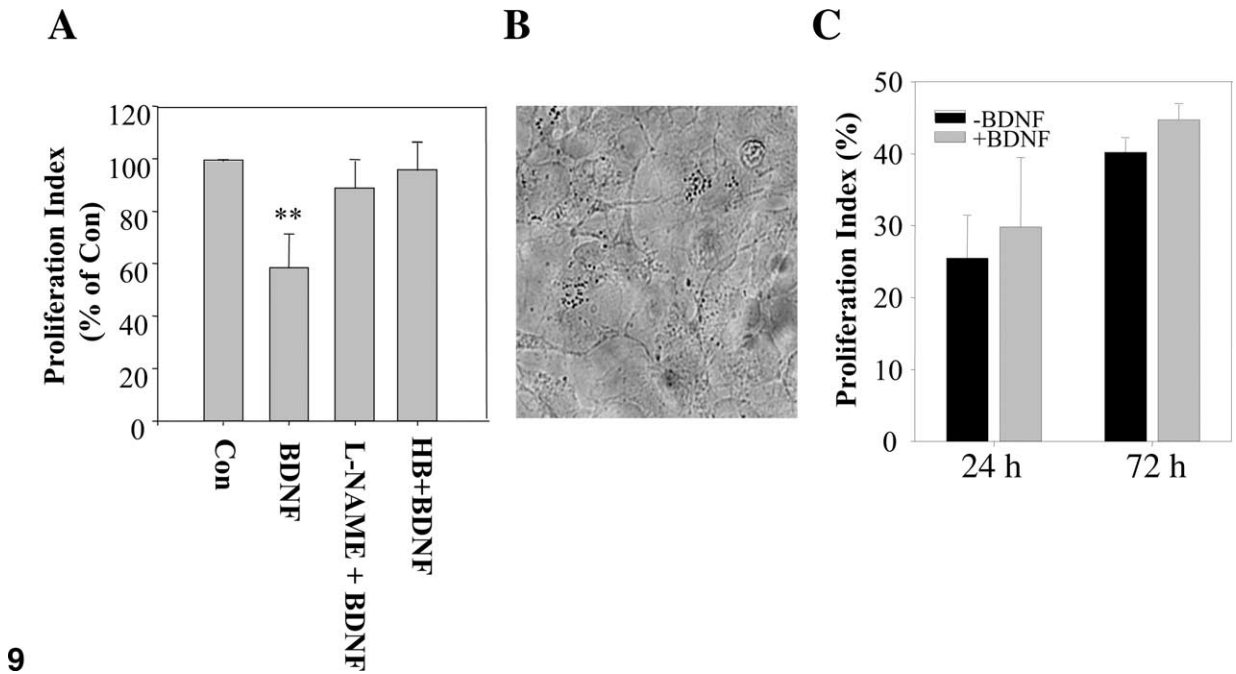 A
Proliferation Index
(% of Con)
120
100
80
60
40
20
0
**
Con
BDNF
L-NAME + BDNF
HB+BDNF
B
C
Proliferation Index (%)
50
40
30
20
10
0
-BDNF
+BDNF
24 h
72 h
9